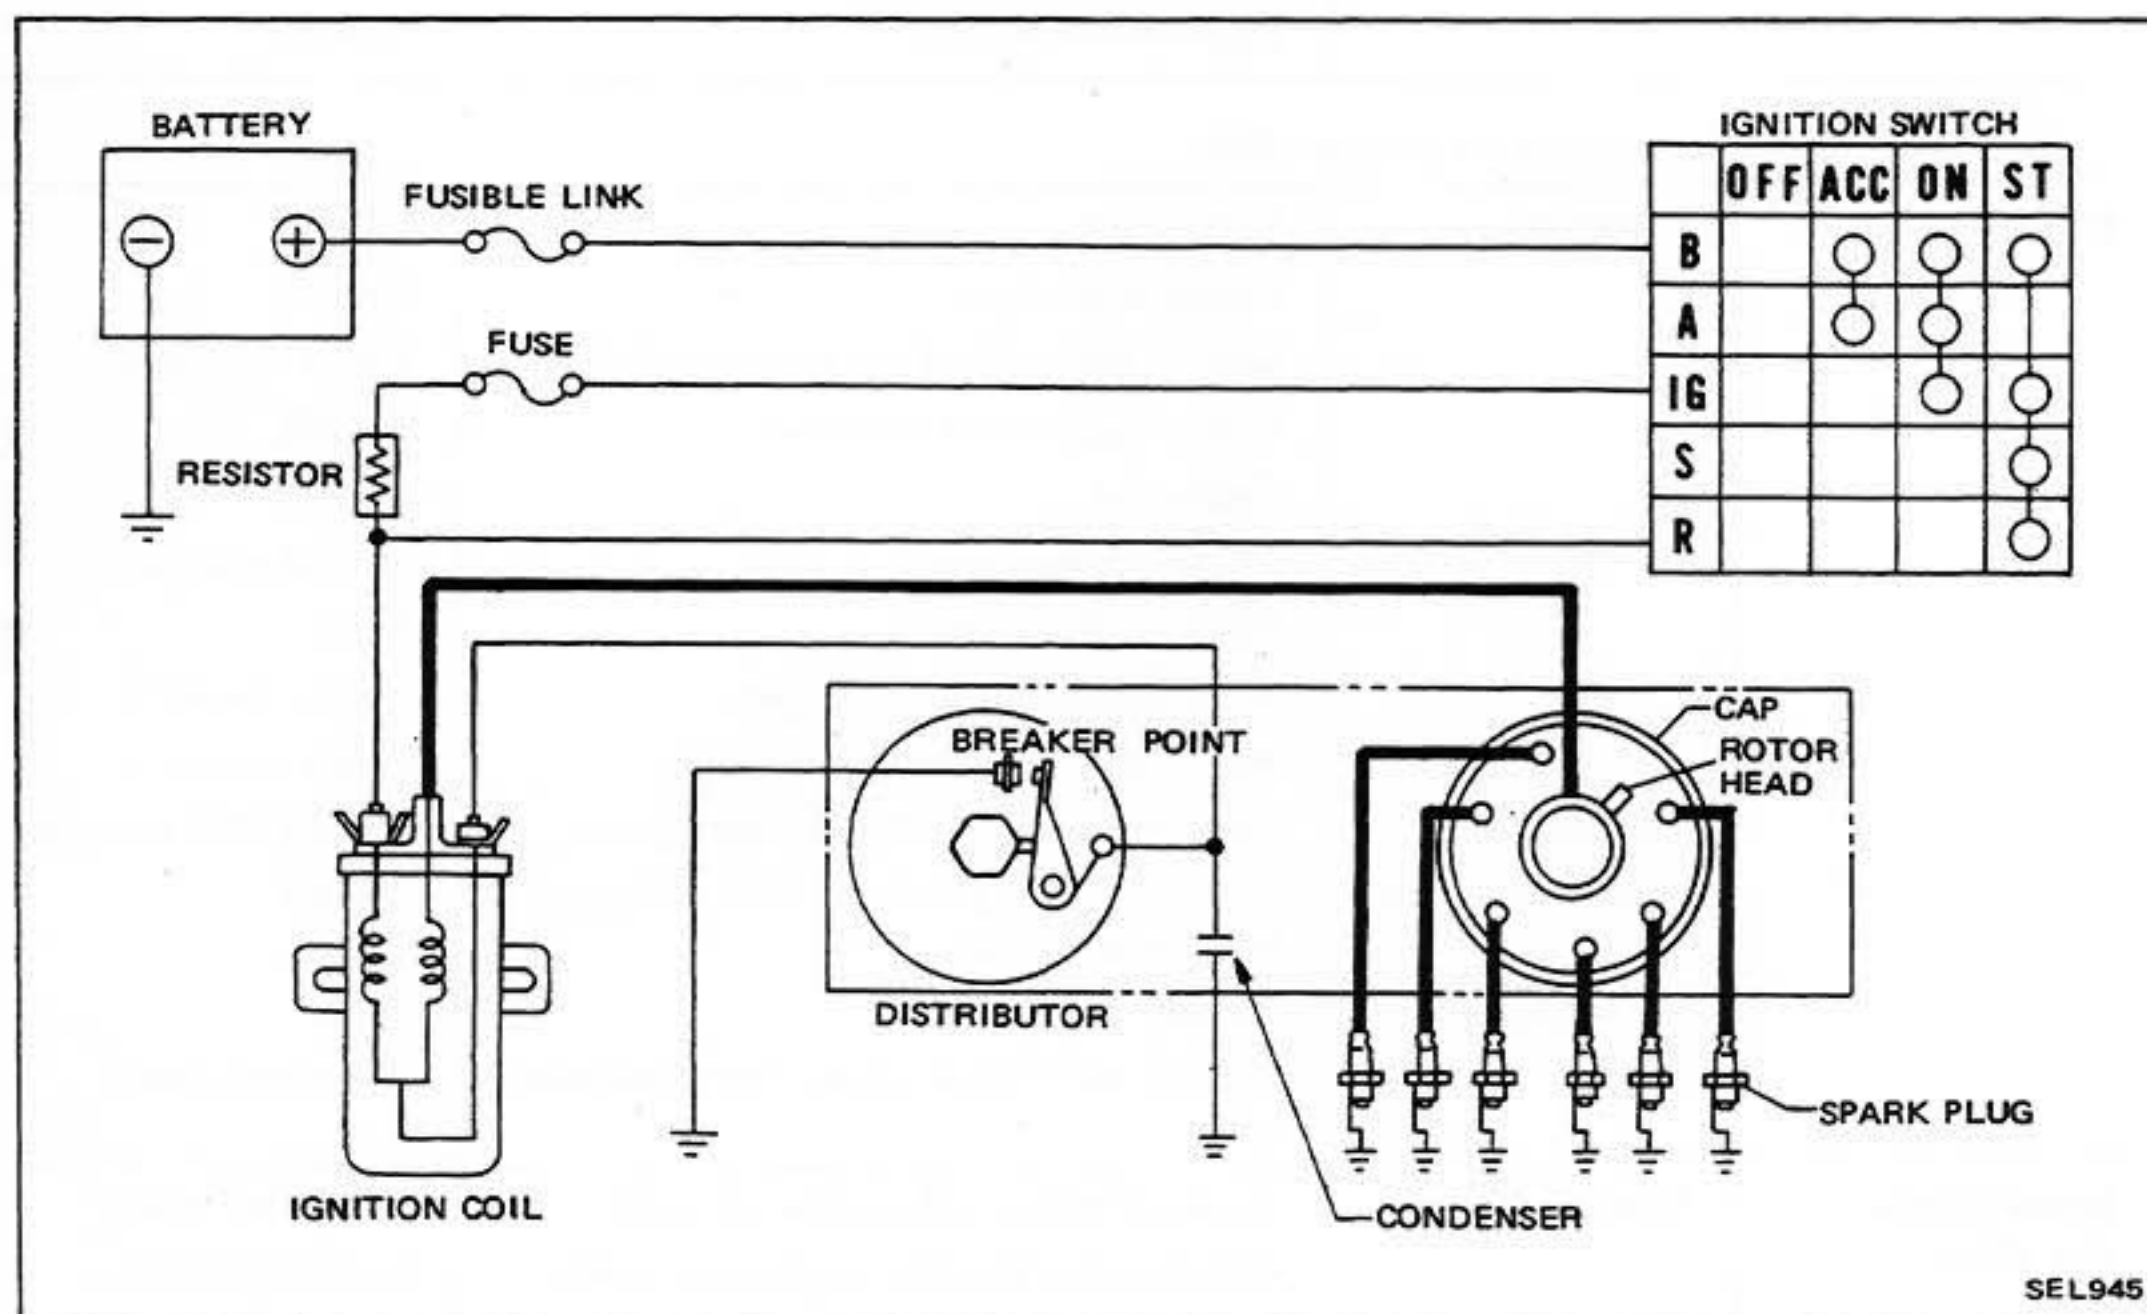 BATTERY
FUSIBLE LINK
FUSE
RESISTOR
IGNITION SWITCH
OFF ACC ON ST
B
A
IG
S
R
BREAKER POINT
CAP
ROTOR
HEAD
DISTRIBUTOR
SPARK PLUG
IGNITION COIL
CONDENSER
SEL945